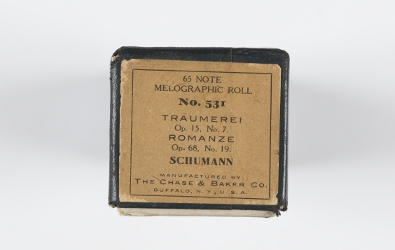 65 NOTE
MELOGRAPHIC ROLL
No. 531
TRÄUMEREI
Op. 15, No. 7
ROMANZE
Op. 68, No. 19.
SCHUMANN
MANUFACTURED BY
THE CHASE & BAKER CO.
BUFFALO, N.Y., U.S.A.